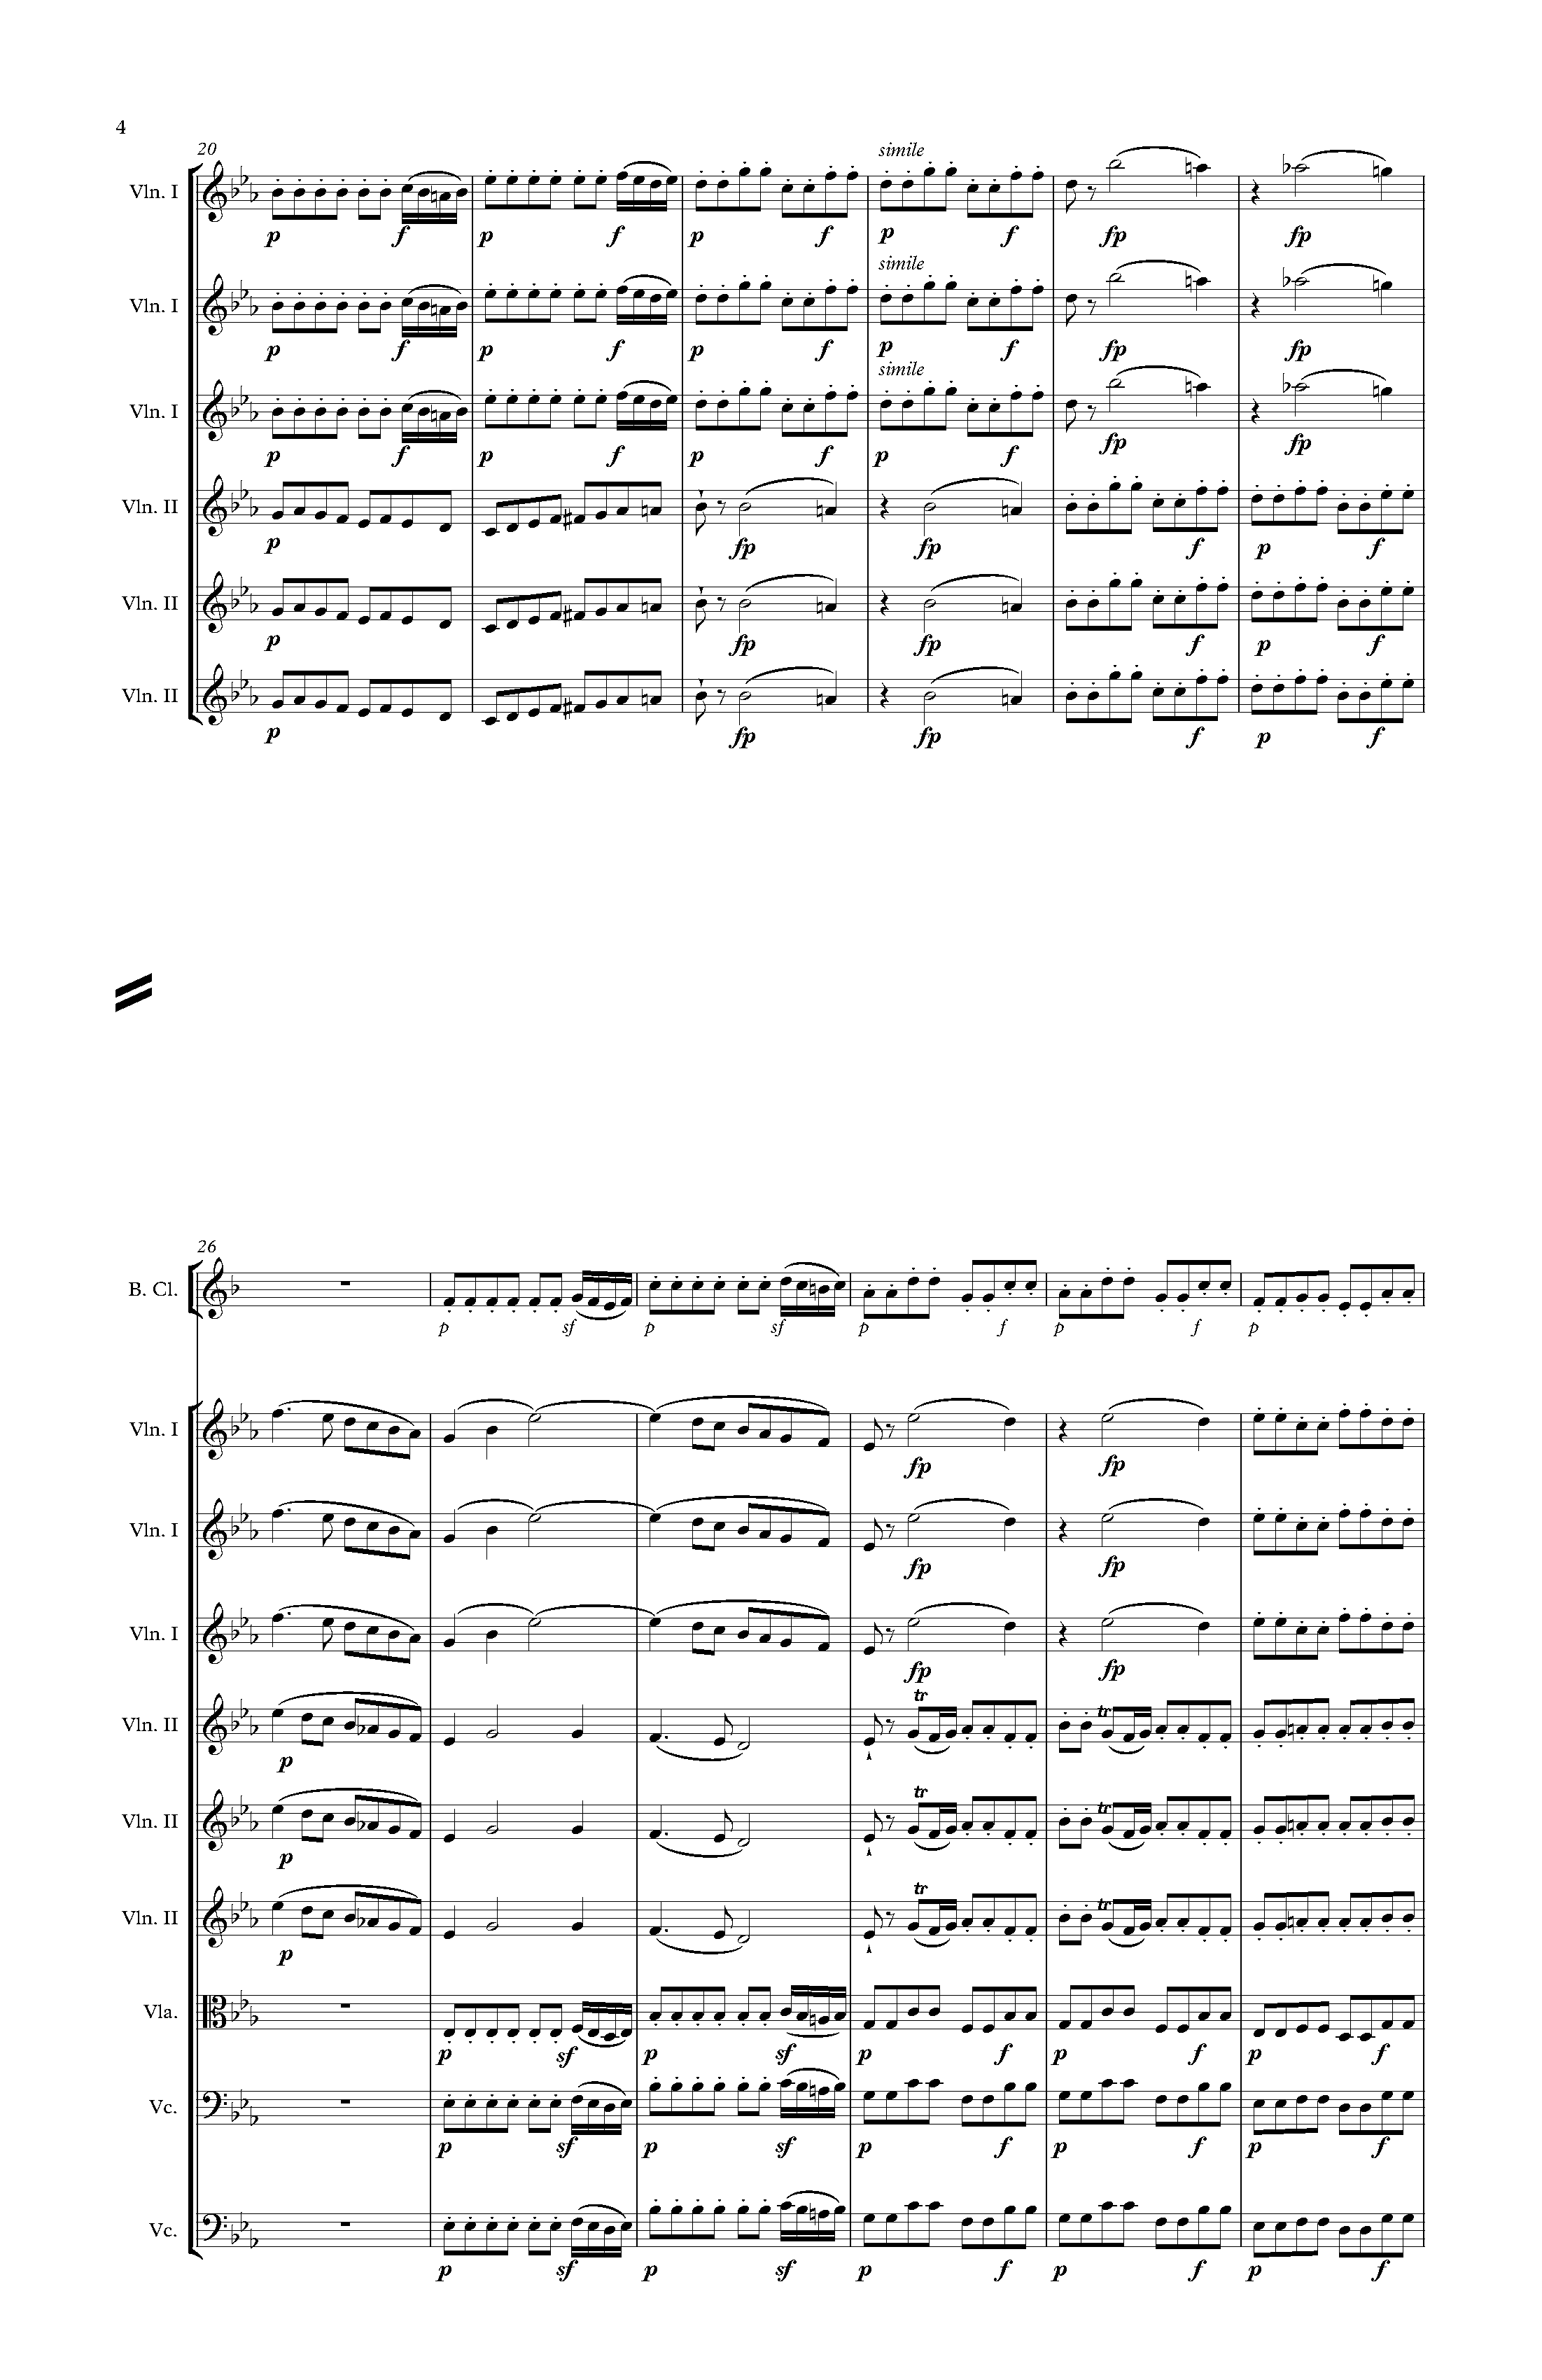 4
20
simile
Vln. I
p f p f p f p f fp fp
simile
Vln. I
p f p f p f p f fp fp
simile
Vln. I
p f p f p f p f fp fp
Vln. II
p fp fp f p f
Vln. II
p fp fp f p f
Vln. II
p fp fp f p f
26
B. Cl.
p sf p sf p f p f p
Vln. I
fp fp
Vln. I
fp fp
Vln. I
fp fp
tr tr
Vln. II
p
tr tr
Vln. II
p
tr tr
Vln. II
p
Vla.
p sf p sf p f p f p f
Vc.
p sf p sf p f p f p f
Vc.
p sf p sf p f p f p f